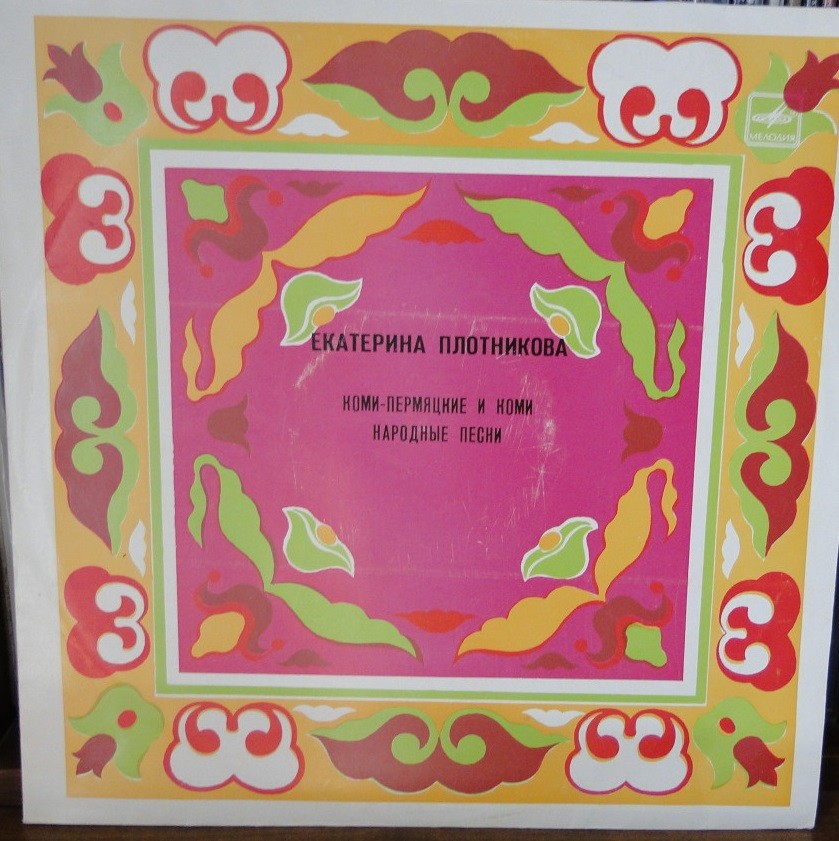 МЕЛОДИЯ
ЕКАТЕРИНА ПЛОТНИКОВА
КОМИ-ПЕРМЯЦКИЕ И КОМИ
НАРОДНЫЕ ПЕСНИ